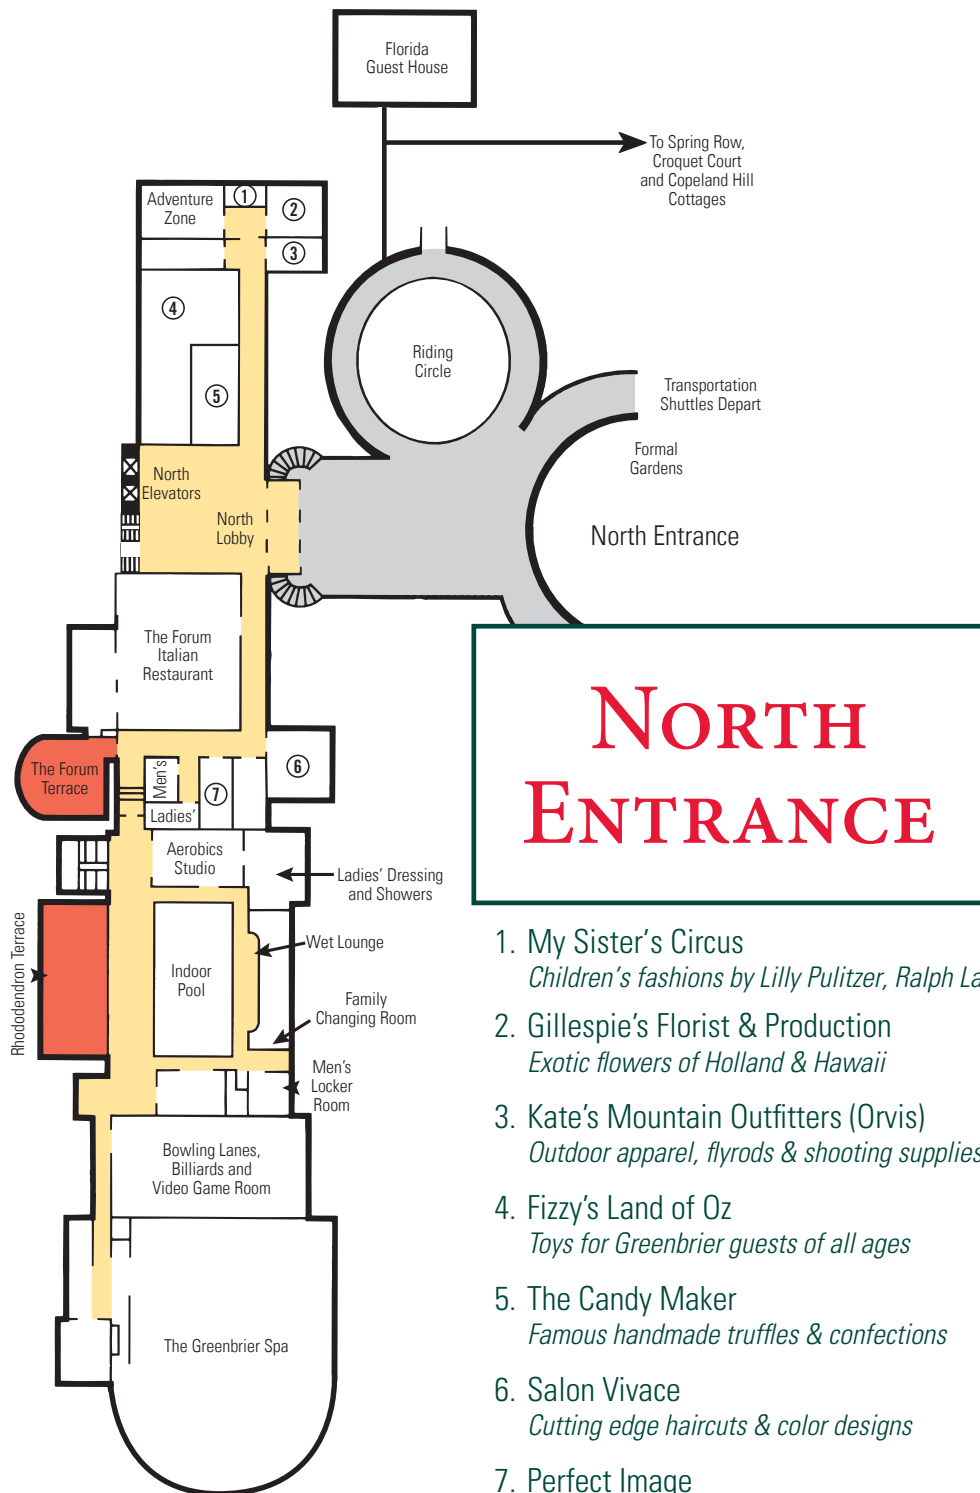 Florida
Guest House
To Spring Row,
Croquet Court
and Copeland Hill
Cottages
Adventure
Zone
1
2
3
4
5
Riding
Circle
Transportation
Shuttles Depart
Formal
Gardens
North
Elevators
North
Lobby
North Entrance
The Forum
Italian
Restaurant
The Forum
Terrace
Men's
Ladies'
7
6
Aerobics
Studio
Ladies' Dressing
and Showers
Rhododendron Terrace
Indoor
Pool
Wet Lounge
Family
Changing Room
Men's
Locker
Room
Bowling Lanes,
Billiards and
Video Game Room
The Greenbrier Spa
NORTH
ENTRANCE
1. My Sister's Circus
Children's fashions by Lilly Pulitzer, Ralph La
2. Gillespie's Florist & Production
Exotic flowers of Holland & Hawaii
3. Kate's Mountain Outfitters (Orvis)
Outdoor apparel, flyrods & shooting supplies
4. Fizzy's Land of Oz
Toys for Greenbrier guests of all ages
5. The Candy Maker
Famous handmade truffles & confections
6. Salon Vivace
Cutting edge haircuts & color designs
7. Perfect Image